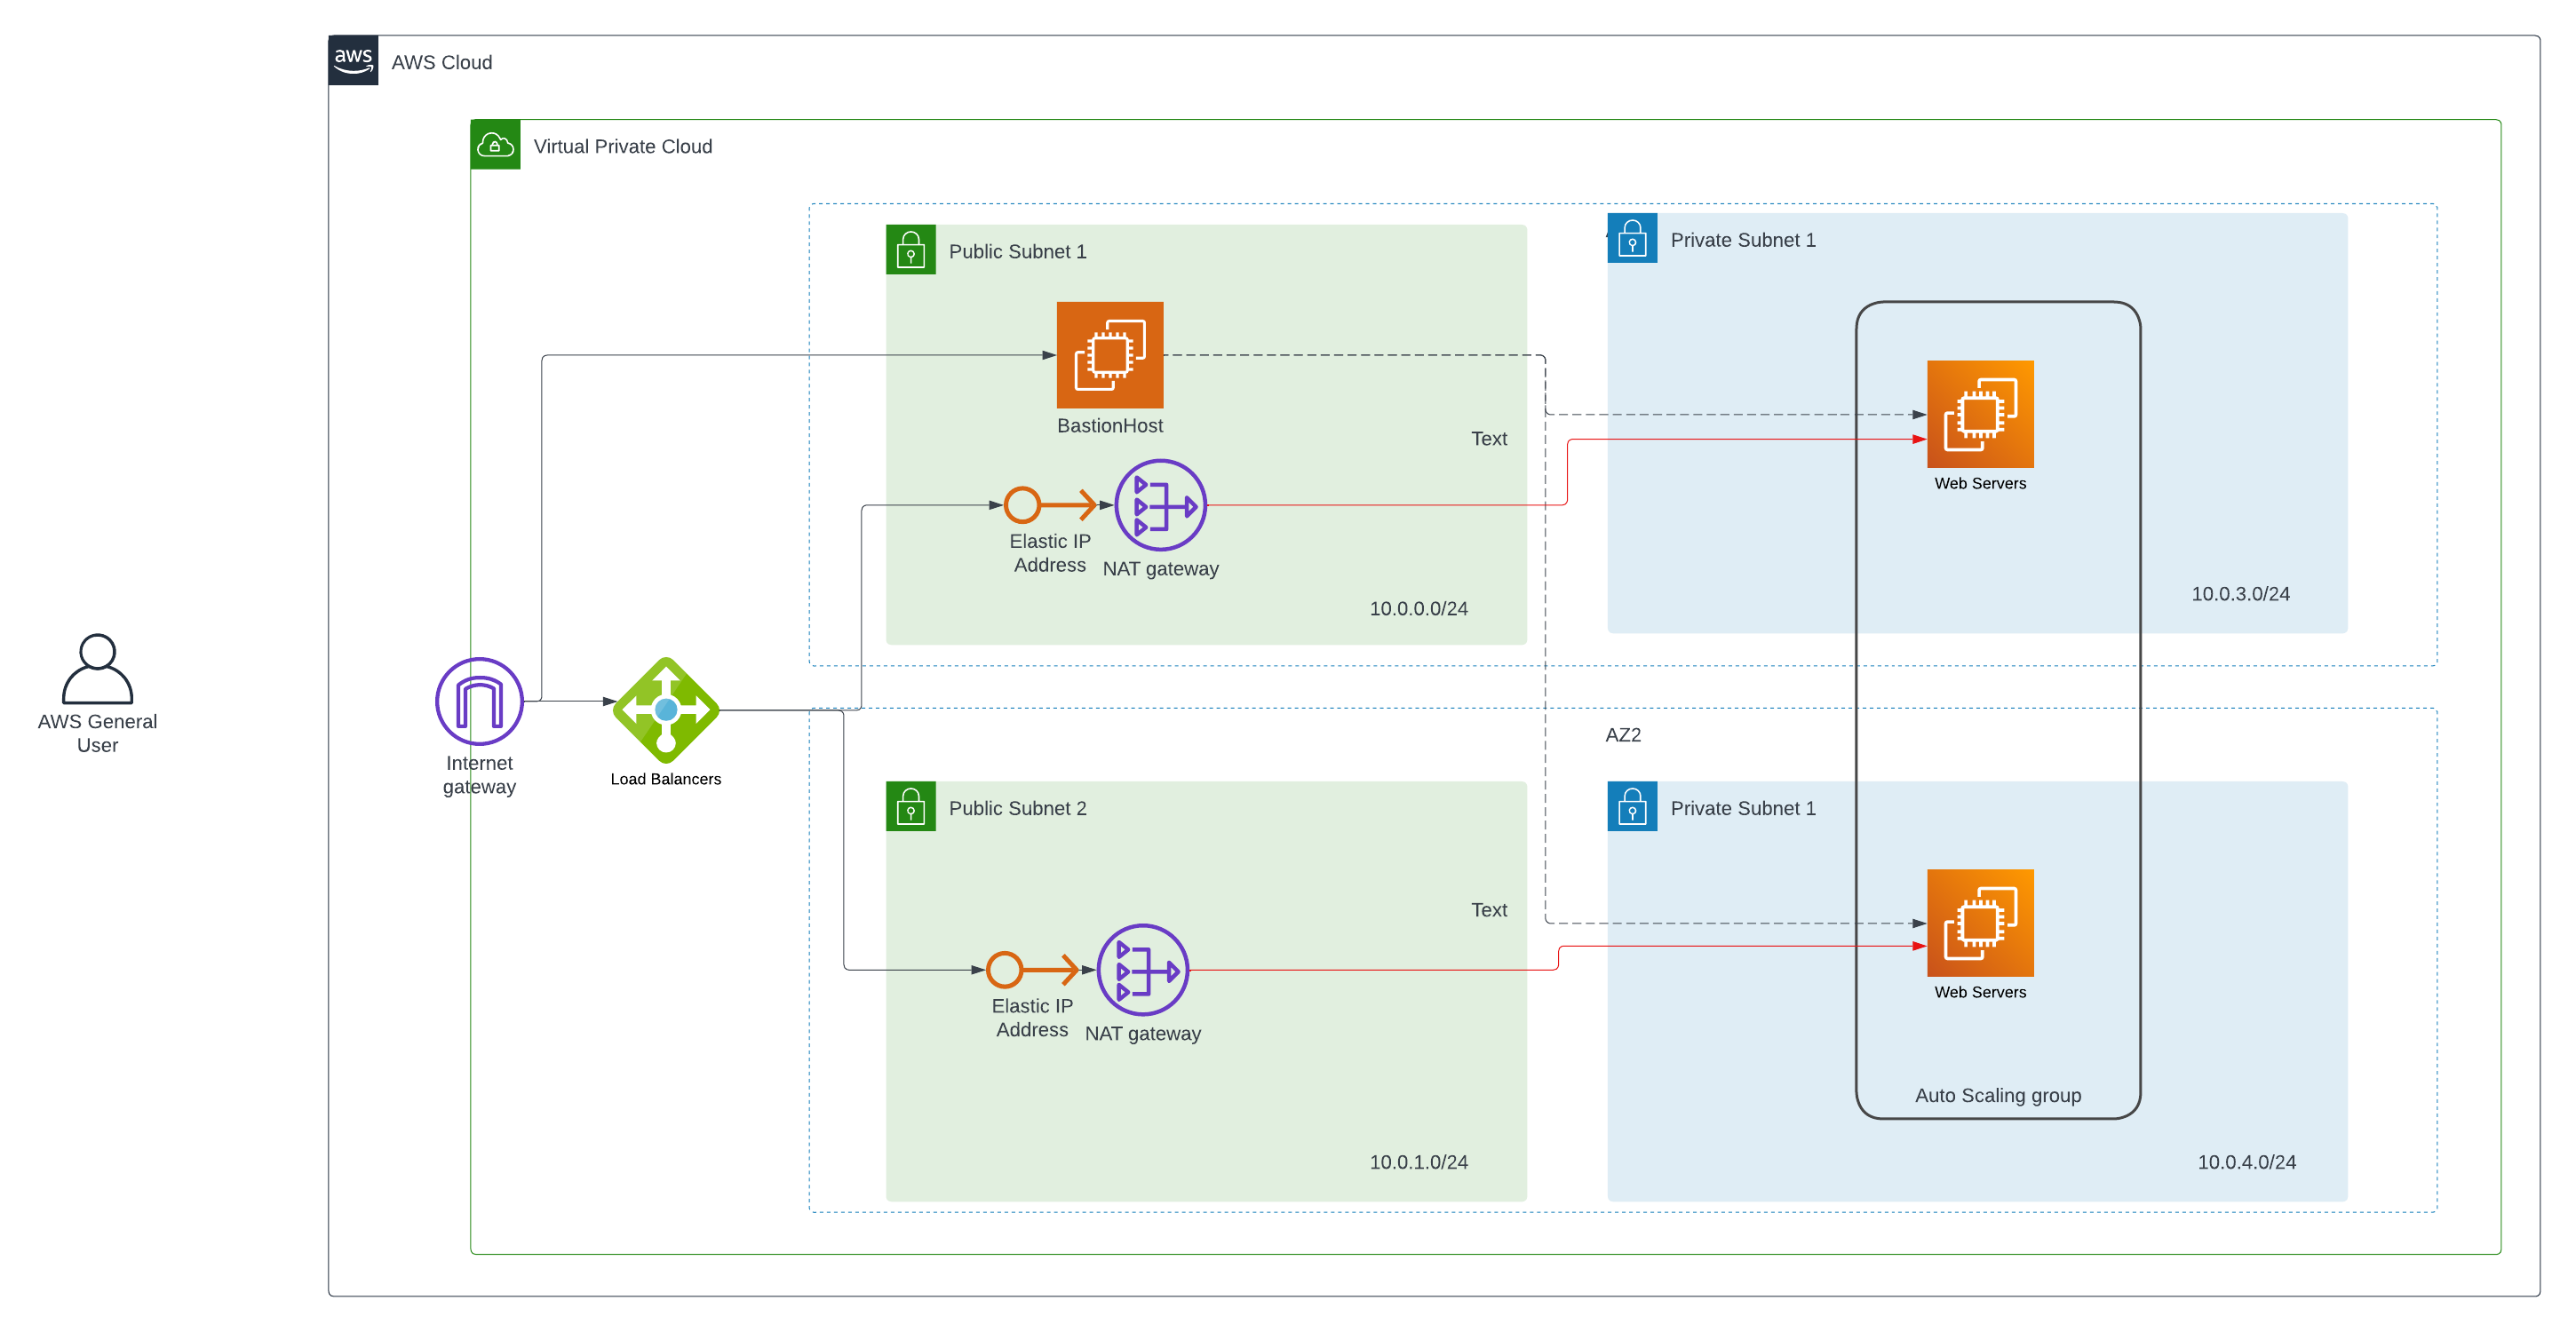 aws
AWS Cloud
Virtual Private Cloud
Public Subnet 1
Private Subnet 1
BastionHost
Text
Web Servers
Elastic IP
Address
NAT gateway
10.0.0.0/24
10.0.3.0/24
AWS General
User
Internet
gateway
Load Balancers
AZ2
Public Subnet 2
Private Subnet 1
Text
Web Servers
Elastic IP
Address
NAT gateway
Auto Scaling group
10.0.1.0/24
10.0.4.0/24